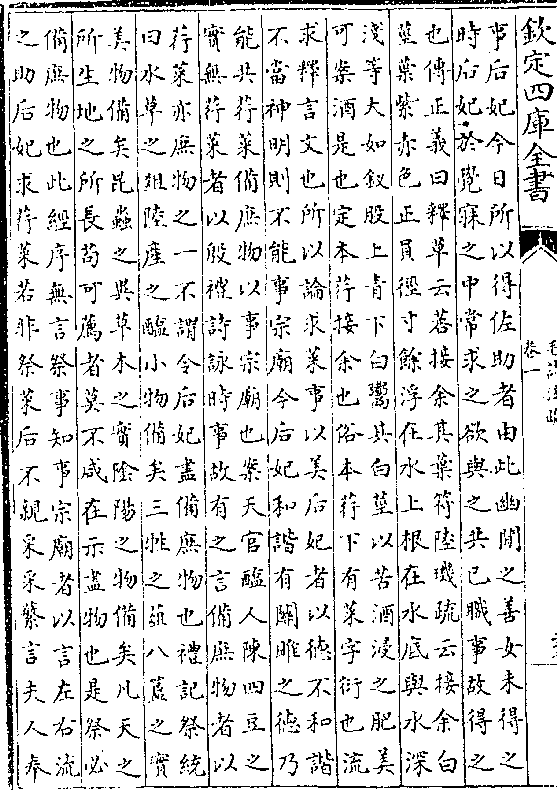 欽定四庫全書
毛詩注疏
卷一
事后妃今日所以得佐助者由此幽閒之善女未得之
時后妃於覺寐之中常求之欲與之共已職事故得之
也傳正義曰釋草云莕接余其葉符陸璣疏云接余白
莖葉紫赤色正員徑寸餘浮在水上根在水底與水深
淺等大如釵股上青下白鬻其白莖以苦酒浸之肥美
可案酒是也定本荇接余也俗本荇下有菜字衍也流
求釋言文也所以論求菜事以美后妃者以德不和諧
不當神明則不能事宗廟今后妃和諧有關雎之德乃
能共荇菜備庶物以事宗廟也案天官醢人陳四豆之
實無荇菜者以殷禮詩詠時事故有之言備庶物者以
荇菜亦庶物之一不謂令后妃盡備庶物也禮記祭統
曰水草之菹陸產之醢小物備矣三牲之俎八簋之實
美物備矣昆蟲之異草木之實陰陽之物備矣凡天之
所生地之所長苟可薦者莫不咸在示盡物也是祭必
備庶物也此經序無言祭事知事宗廟者以言左右流
之助后妃求荇菜若非祭菜后不親采采蘩言夫人奉